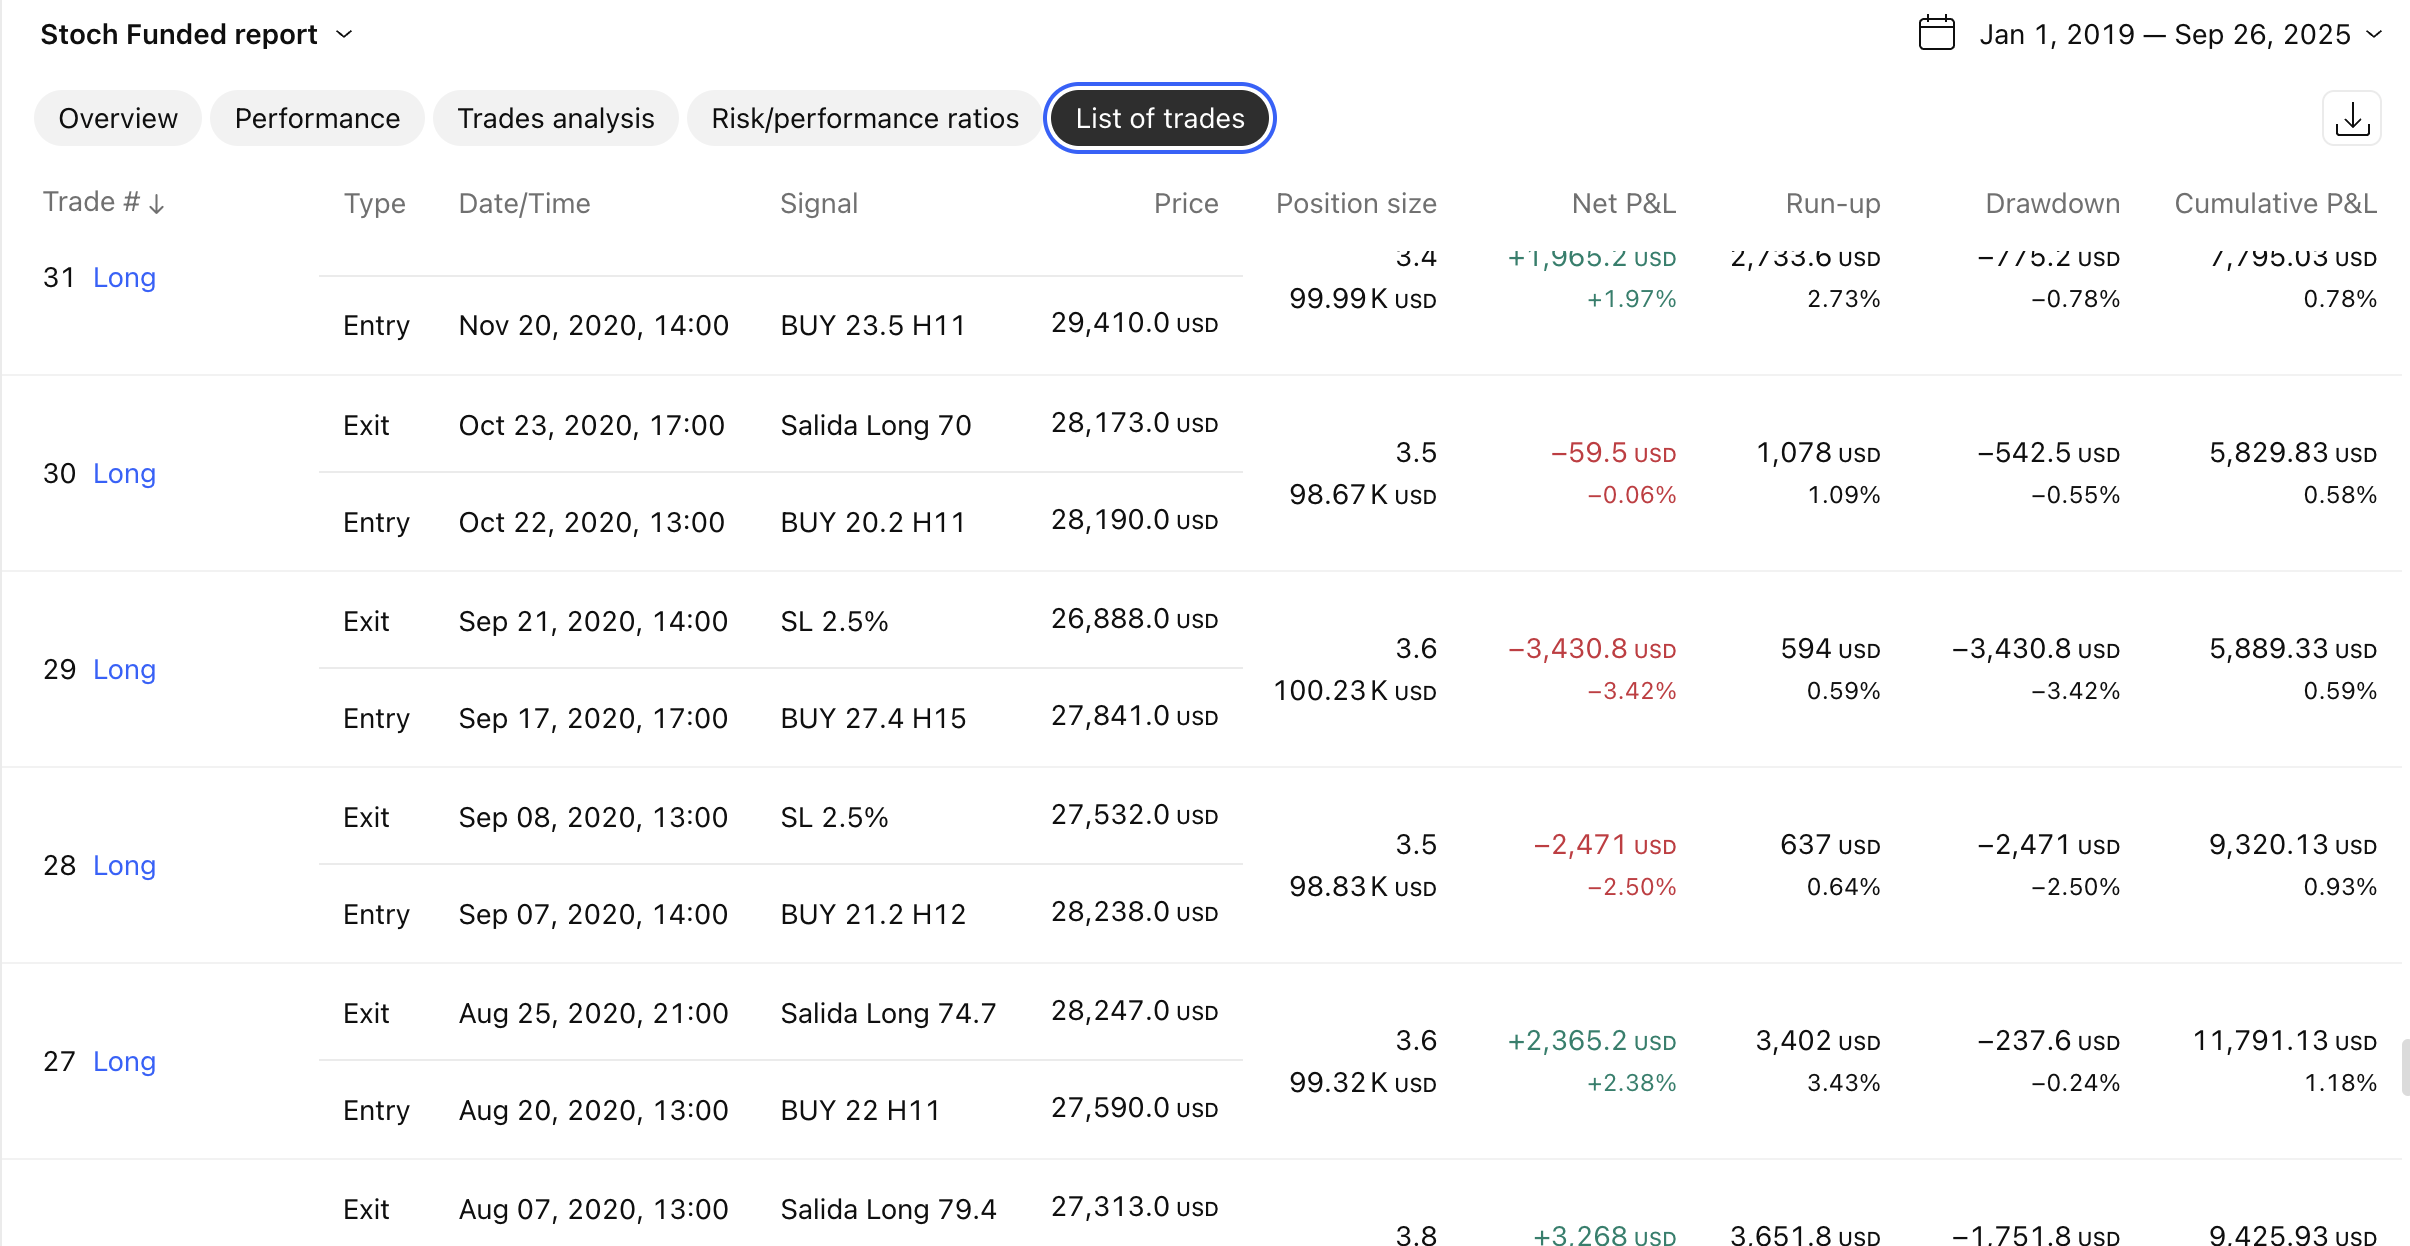 Stoch Funded report
Jan 1, 2019 — Sep 26, 2025
Overview Performance Trades analysis Risk/performance ratios List of trades
Trade # ↓ Type Date/Time Signal Price Position size Net P&L Run-up Drawdown Cumulative P&L
31 Long
3.4 +1,965.2 USD 2,733.6 USD −775.2 USD 7,795.03 USD
99.99 K USD +1.97% 2.73% −0.78% 0.78%
Entry Nov 20, 2020, 14:00 BUY 23.5 H11 29,410.0 USD
30 Long
Exit Oct 23, 2020, 17:00 Salida Long 70 28,173.0 USD
3.5 −59.5 USD 1,078 USD −542.5 USD 5,829.83 USD
98.67 K USD −0.06% 1.09% −0.55% 0.58%
Entry Oct 22, 2020, 13:00 BUY 20.2 H11 28,190.0 USD
29 Long
Exit Sep 21, 2020, 14:00 SL 2.5% 26,888.0 USD
3.6 −3,430.8 USD 594 USD −3,430.8 USD 5,889.33 USD
100.23 K USD −3.42% 0.59% −3.42% 0.59%
Entry Sep 17, 2020, 17:00 BUY 27.4 H15 27,841.0 USD
28 Long
Exit Sep 08, 2020, 13:00 SL 2.5% 27,532.0 USD
3.5 −2,471 USD 637 USD −2,471 USD 9,320.13 USD
98.83 K USD −2.50% 0.64% −2.50% 0.93%
Entry Sep 07, 2020, 14:00 BUY 21.2 H12 28,238.0 USD
27 Long
Exit Aug 25, 2020, 21:00 Salida Long 74.7 28,247.0 USD
3.6 +2,365.2 USD 3,402 USD −237.6 USD 11,791.13 USD
99.32 K USD +2.38% 3.43% −0.24% 1.18%
Entry Aug 20, 2020, 13:00 BUY 22 H11 27,590.0 USD
Exit Aug 07, 2020, 13:00 Salida Long 79.4 27,313.0 USD
3.8 +3,268 USD 3,651.8 USD −1,751.8 USD 9,425.93 USD